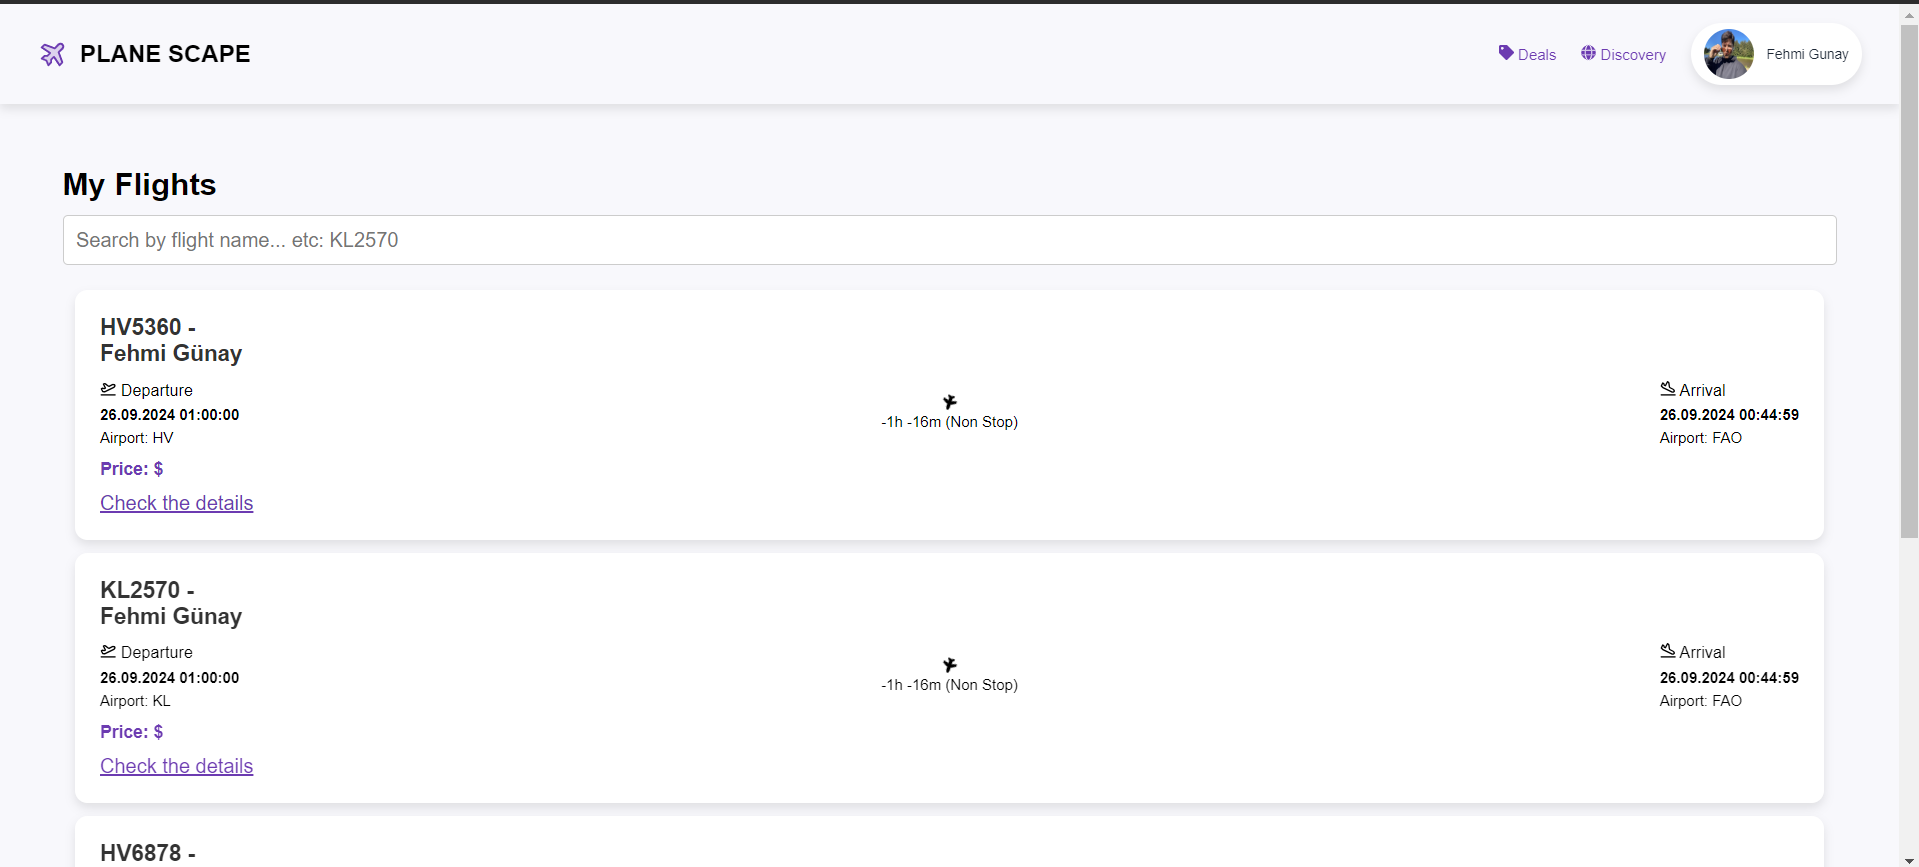 PLANE SCAPE
Deals
Discovery
Fehmi Gunay
My Flights
Search by flight name... etc: KL2570
HV5360 -
Fehmi Günay
Departure
26.09.2024 01:00:00
Airport: HV
-1h -16m (Non Stop)
Arrival
26.09.2024 00:44:59
Airport: FAO
Price: $
Check the details
KL2570 -
Fehmi Günay
Departure
26.09.2024 01:00:00
Airport: KL
-1h -16m (Non Stop)
Arrival
26.09.2024 00:44:59
Airport: FAO
Price: $
Check the details
HV6878 -